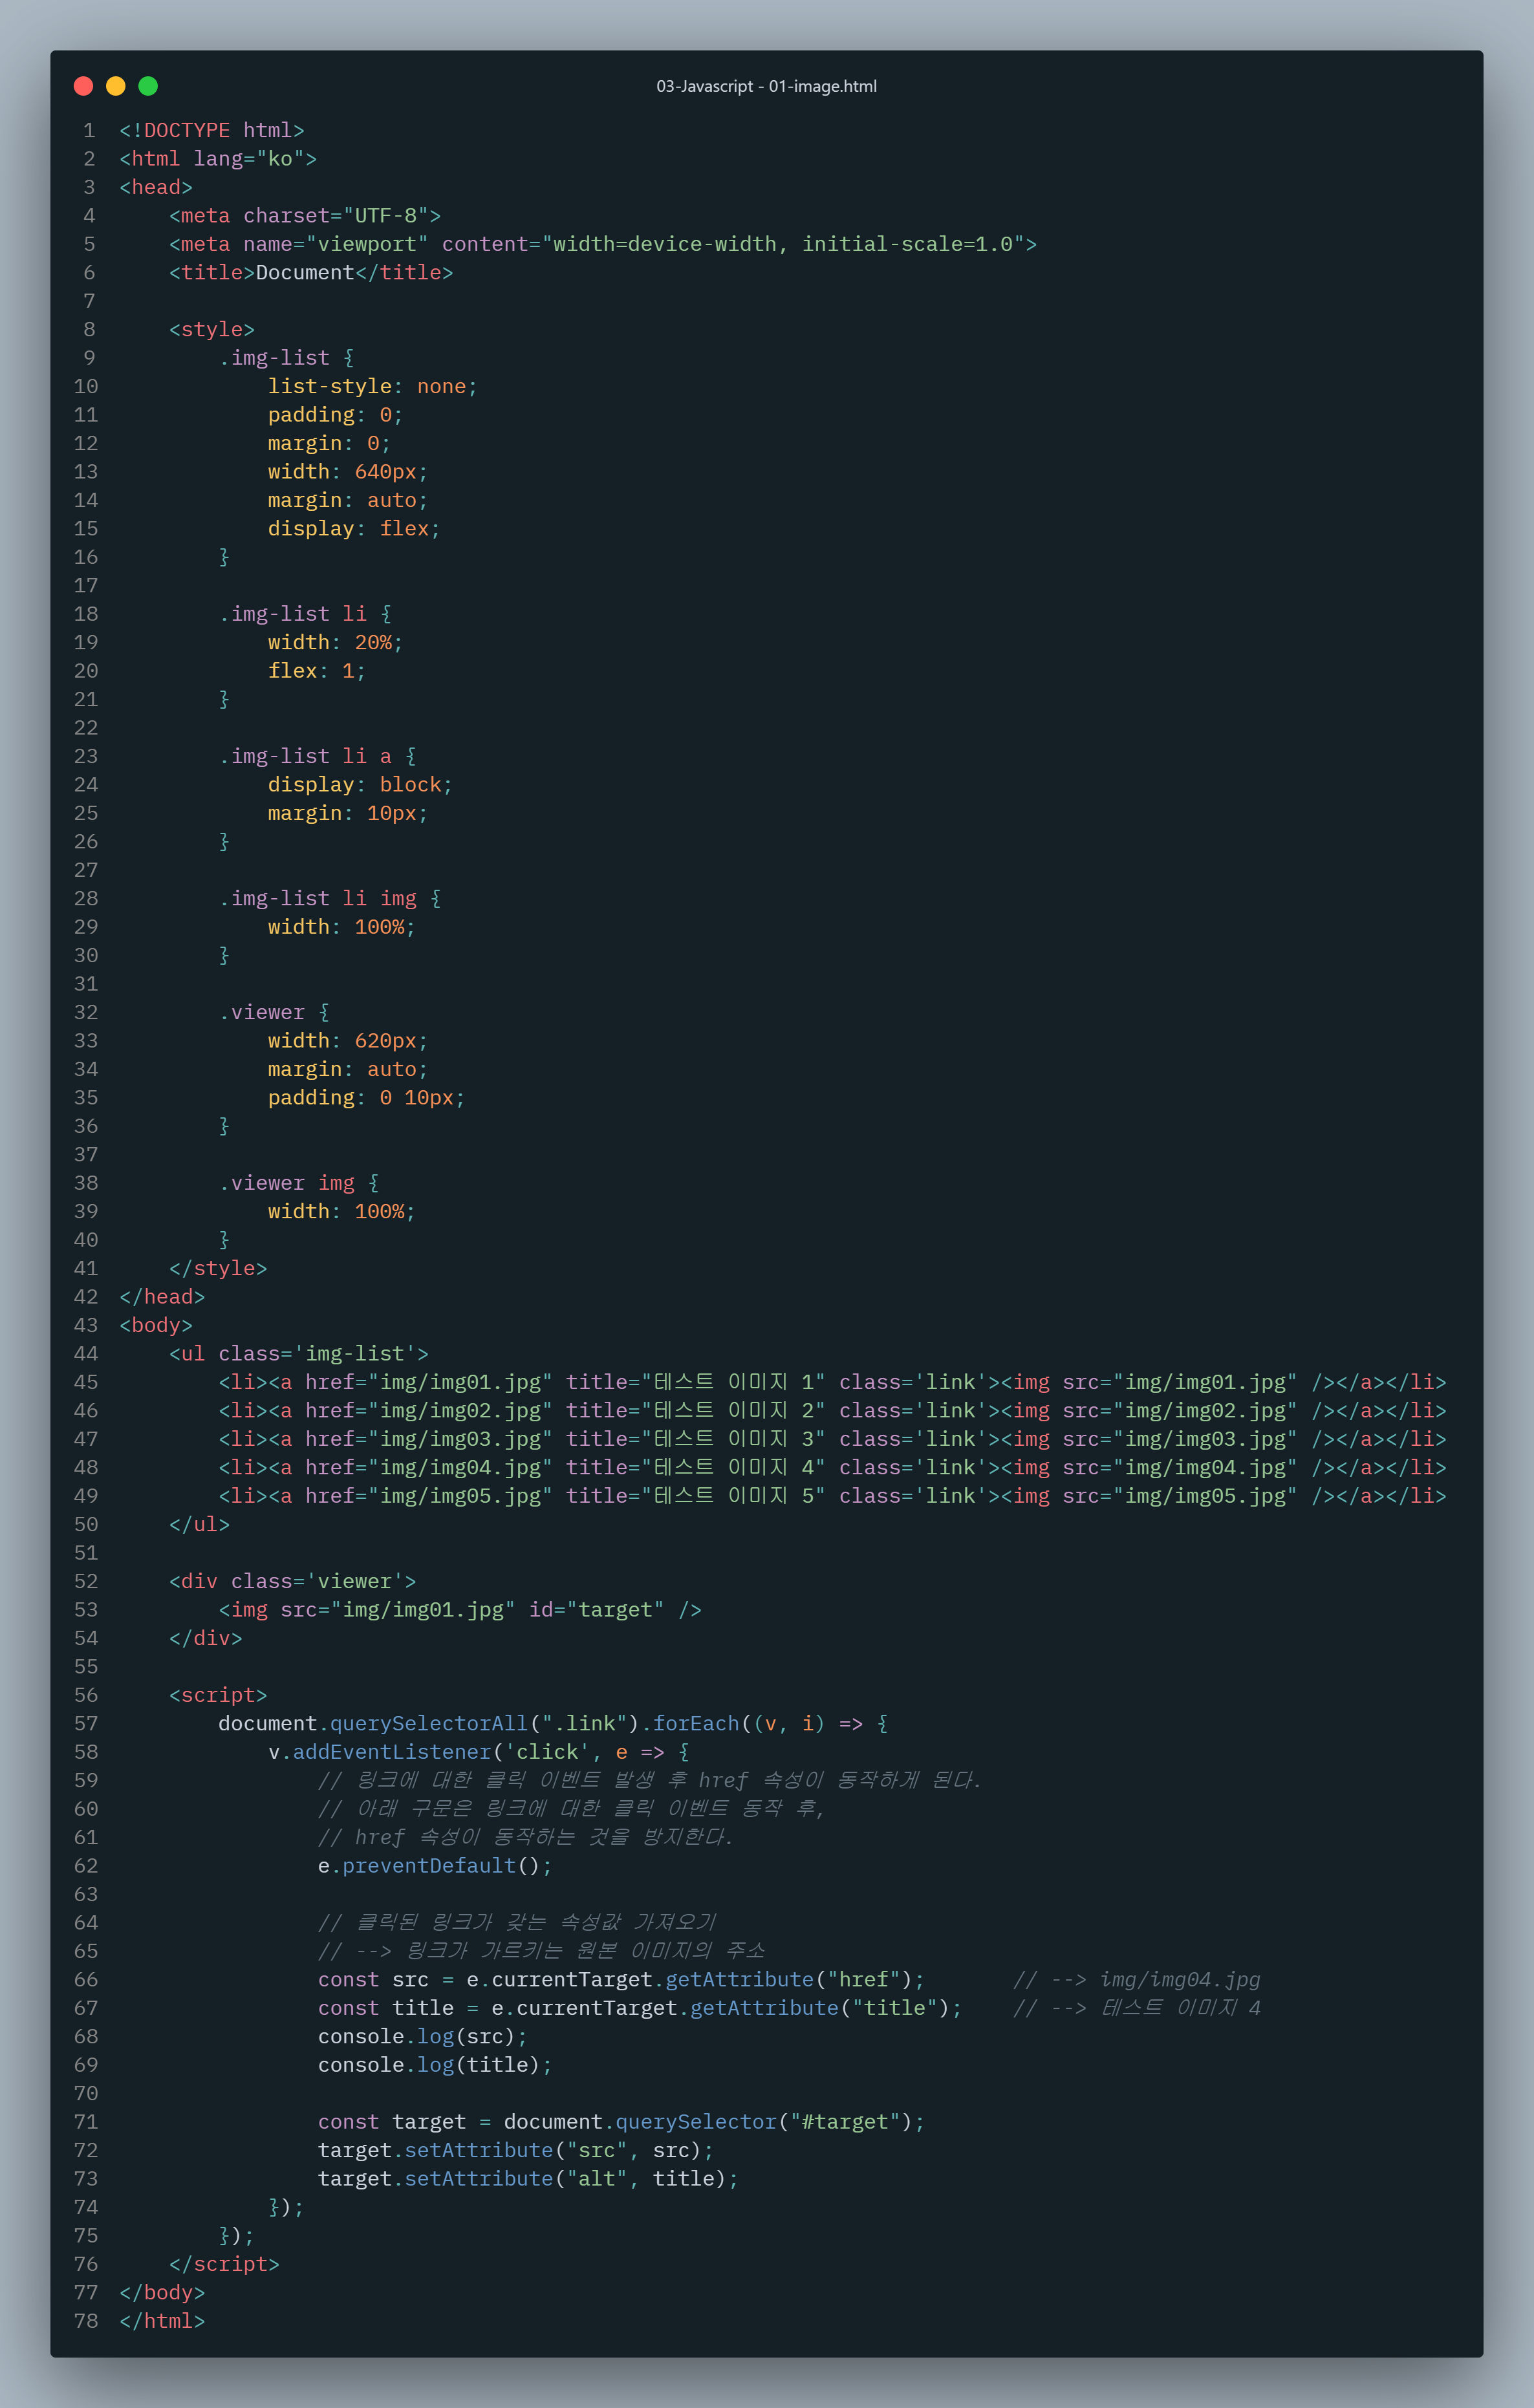 03-Javascript - 01-image.html
1 <!DOCTYPE html>
2 <html lang="ko">
3 <head>
4     <meta charset="UTF-8">
5     <meta name="viewport" content="width=device-width, initial-scale=1.0">
6     <title>Document</title>
7
8     <style>
9         .img-list {
10             list-style: none;
11             padding: 0;
12             margin: 0;
13             width: 640px;
14             margin: auto;
15             display: flex;
16         }
17
18         .img-list li {
19             width: 20%;
20             flex: 1;
21         }
22
23         .img-list li a {
24             display: block;
25             margin: 10px;
26         }
27
28         .img-list li img {
29             width: 100%;
30         }
31
32         .viewer {
33             width: 620px;
34             margin: auto;
35             padding: 0 10px;
36         }
37
38         .viewer img {
39             width: 100%;
40         }
41     </style>
42 </head>
43 <body>
44     <ul class='img-list'>
45         <li><a href="img/img01.jpg" title="테스트 이미지 1" class='link'><img src="img/img01.jpg" /></a></li>
46         <li><a href="img/img02.jpg" title="테스트 이미지 2" class='link'><img src="img/img02.jpg" /></a></li>
47         <li><a href="img/img03.jpg" title="테스트 이미지 3" class='link'><img src="img/img03.jpg" /></a></li>
48         <li><a href="img/img04.jpg" title="테스트 이미지 4" class='link'><img src="img/img04.jpg" /></a></li>
49         <li><a href="img/img05.jpg" title="테스트 이미지 5" class='link'><img src="img/img05.jpg" /></a></li>
50     </ul>
51
52     <div class='viewer'>
53         <img src="img/img01.jpg" id="target" />
54     </div>
55
56     <script>
57         document.querySelectorAll(".link").forEach((v, i) => {
58             v.addEventListener('click', e => {
59                 // 링크에 대한 클릭 이벤트 발생 후 href 속성이 동작하게 된다.
60                 // 아래 구문은 링크에 대한 클릭 이벤트 동작 후,
61                 // href 속성이 동작하는 것을 방지한다.
62                 e.preventDefault();
63
64                 // 클릭된 링크가 갖는 속성값 가져오기
65                 // --> 링크가 가르키는 원본 이미지의 주소
66                 const src = e.currentTarget.getAttribute("href");       // --> img/img04.jpg
67                 const title = e.currentTarget.getAttribute("title");    // --> 테스트 이미지 4
68                 console.log(src);
69                 console.log(title);
70
71                 const target = document.querySelector("#target");
72                 target.setAttribute("src", src);
73                 target.setAttribute("alt", title);
74             });
75         });
76     </script>
77 </body>
78 </html>